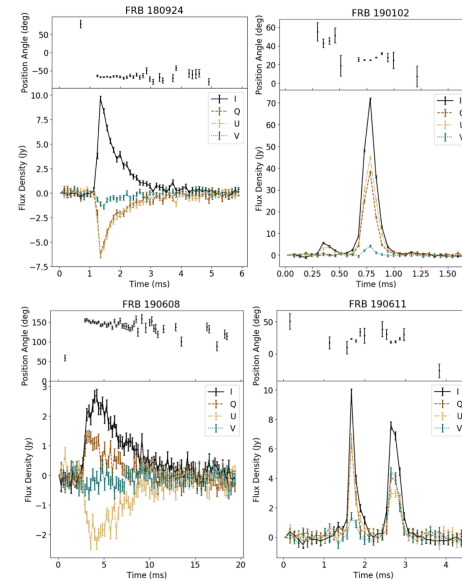 FRB 180924
Position Angle (deg)
50
0
−50
Flux Density (Jy)
10.0
7.5
5.0
2.5
0.0
−2.5
−5.0
−7.5
I
Q
U
V
0 1 2 3 4 5 6
Time (ms)
FRB 190102
Position Angle (deg)
60
40
20
0
Flux Density (Jy)
70
60
50
40
30
20
10
0
I
Q
U
V
0.00 0.25 0.50 0.75 1.00 1.25 1.50
Time (ms)
FRB 190608
Position Angle (deg)
150
100
50
0
Flux Density (Jy)
3
2
1
0
−1
−2
I
Q
U
V
0 5 10 15 20
Time (ms)
FRB 190611
Position Angle (deg)
50
0
Flux Density (Jy)
10
8
6
4
2
0
I
Q
U
V
0 1 2 3 4
Time (ms)